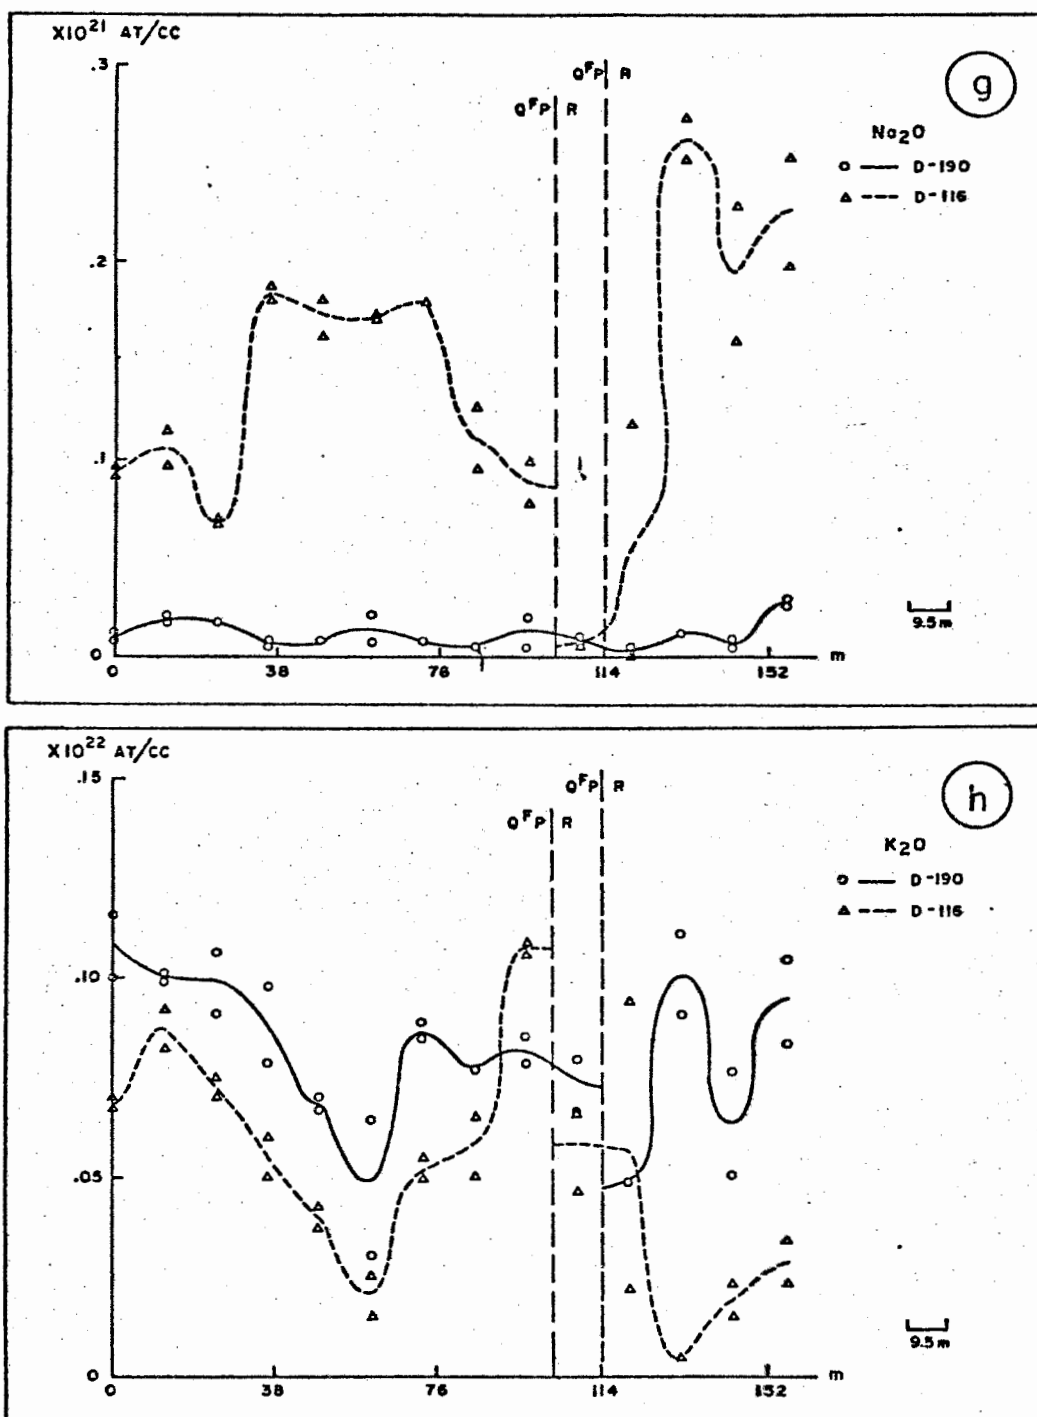 X10²¹ AT/CC
g
.3
QFP R
QFP R
Na₂O
D-190
D-116
.2
.1
9.5 m
0
0 38 76 114 152 m
X10²² AT/CC
h
.15
QFP R
QFP R
K₂O
D-190
D-116
.10
.05
9.5 m
0
0 38 76 114 152 m